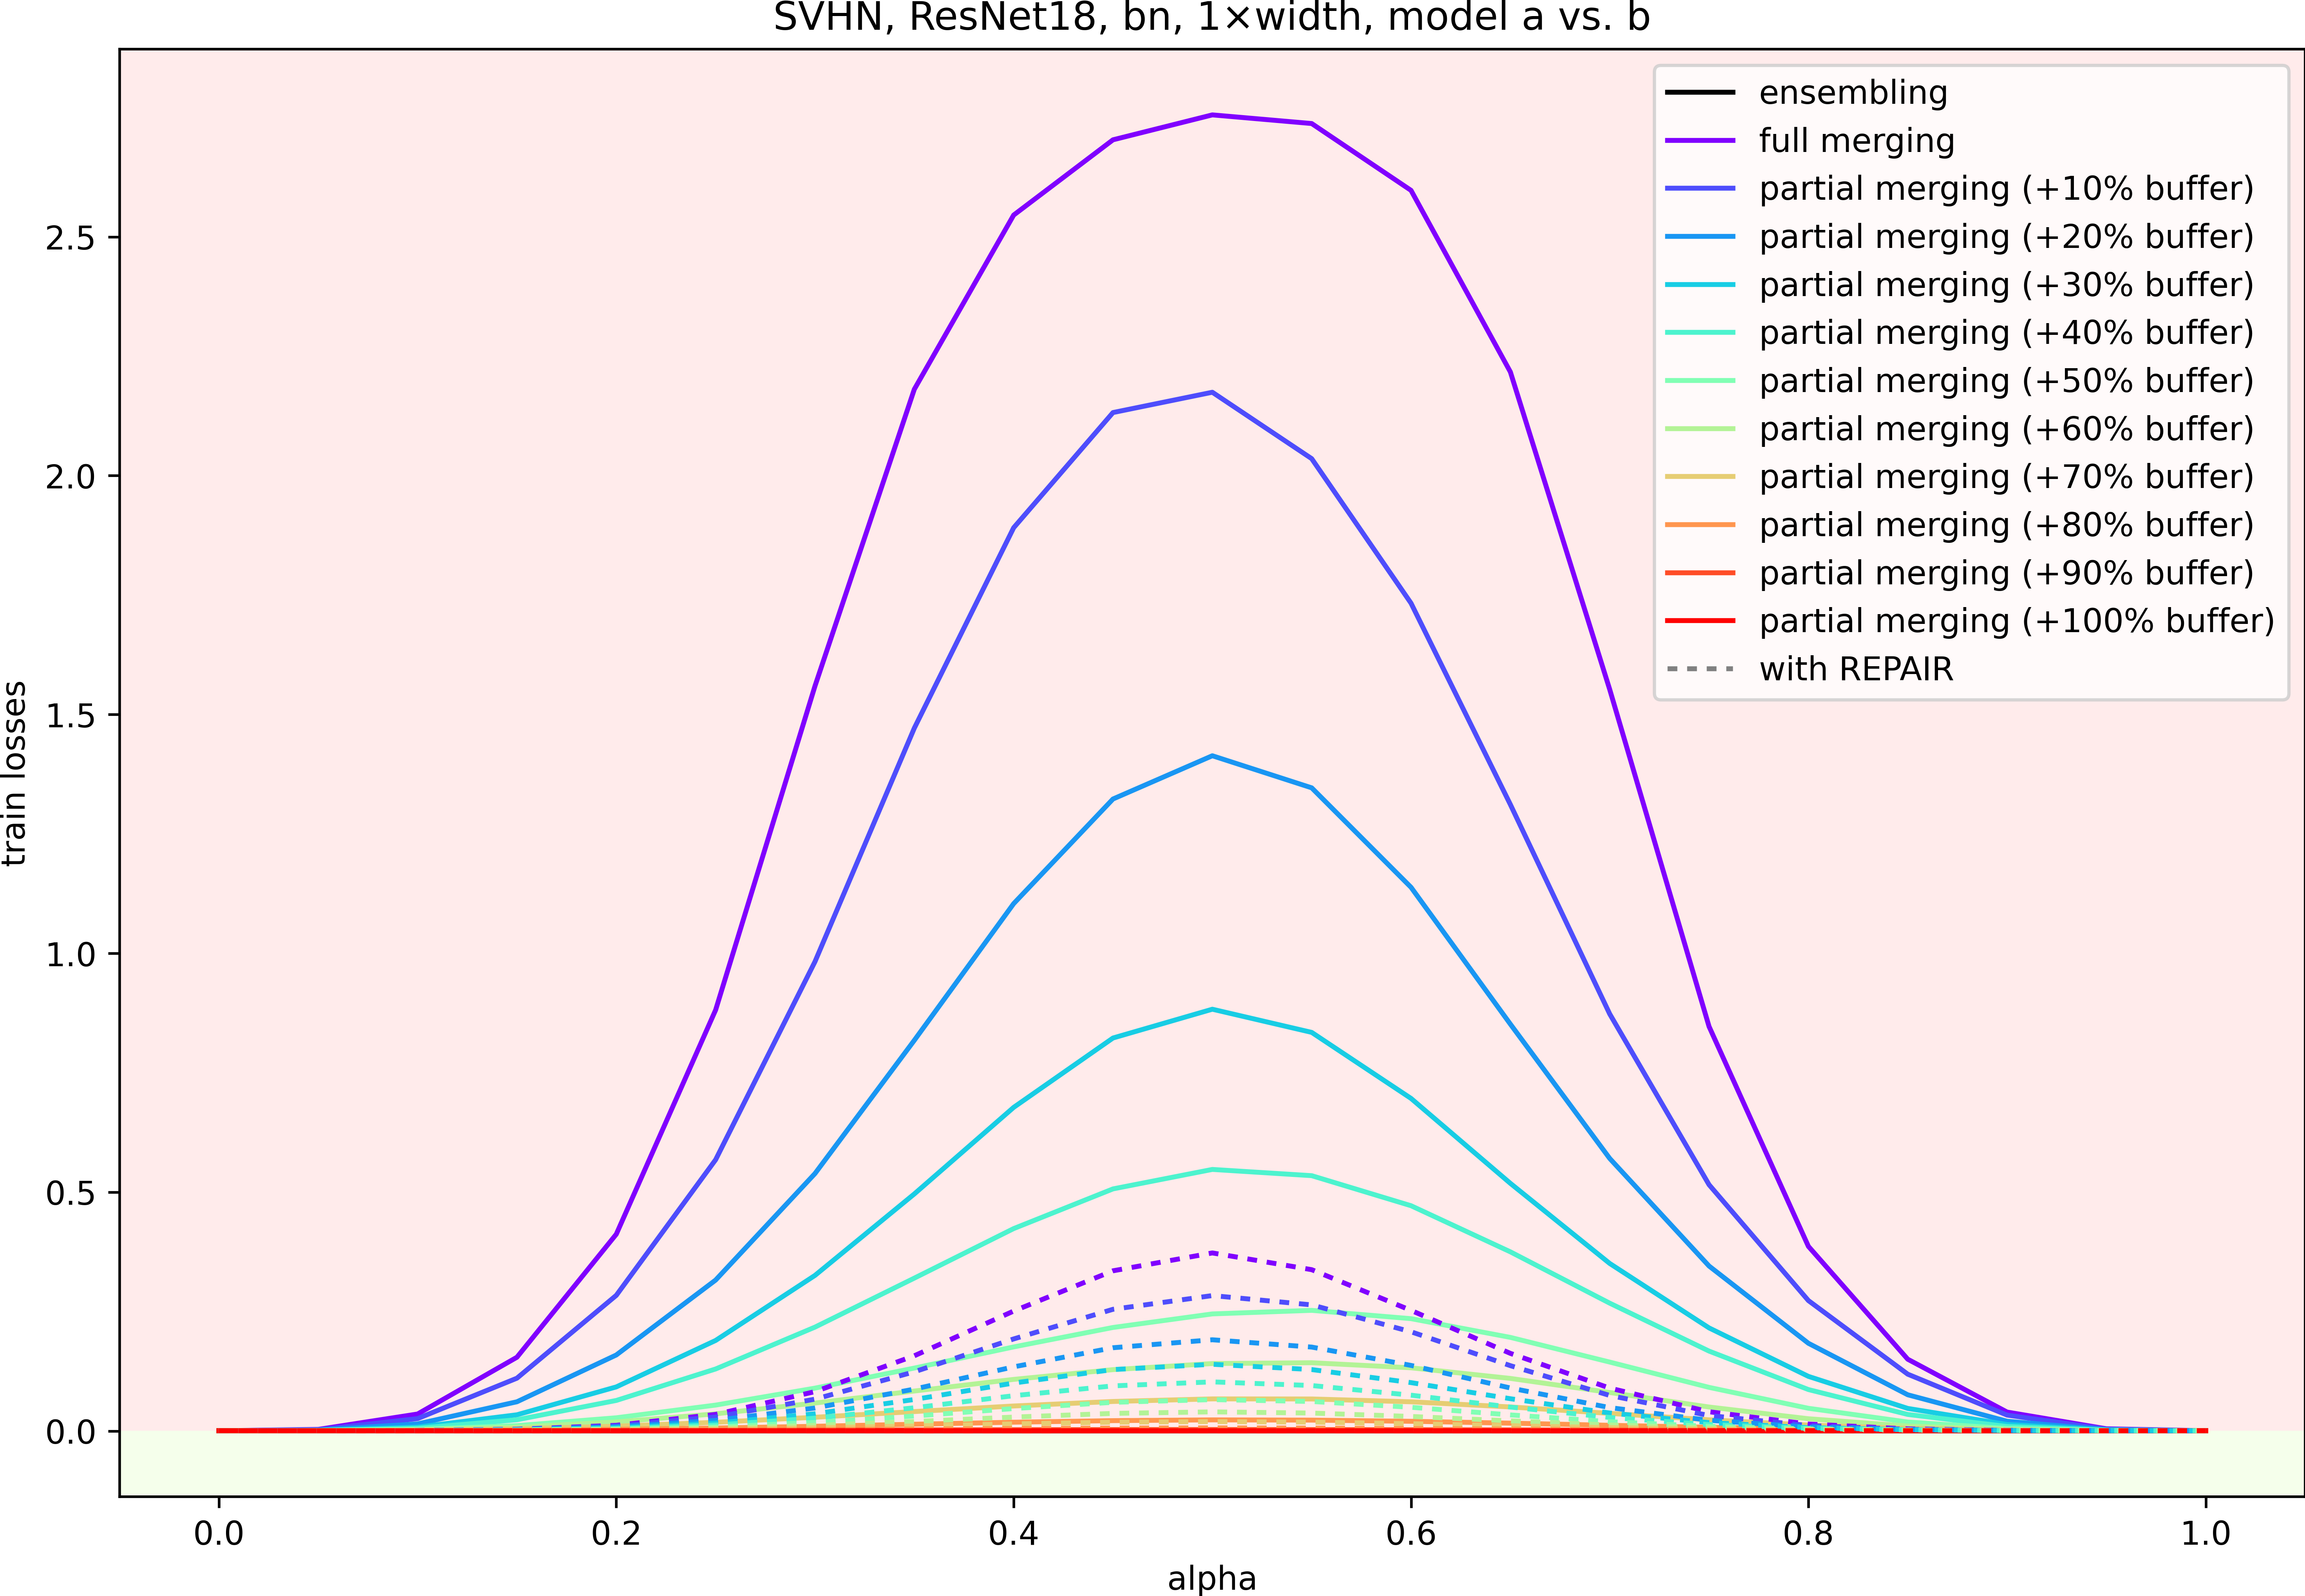 SVHN, ResNet18, bn, 1×width, model a vs. b
ensembling
full merging
partial merging (+10% buffer)
partial merging (+20% buffer)
partial merging (+30% buffer)
partial merging (+40% buffer)
partial merging (+50% buffer)
partial merging (+60% buffer)
partial merging (+70% buffer)
partial merging (+80% buffer)
partial merging (+90% buffer)
partial merging (+100% buffer)
with REPAIR
train losses
2.5
2.0
1.5
1.0
0.5
0.0
0.0 0.2 0.4 0.6 0.8 1.0
alpha